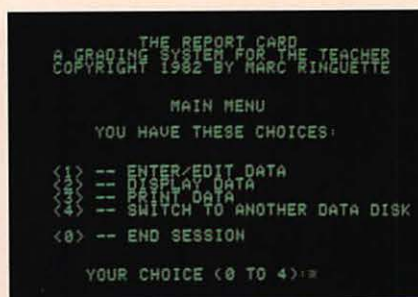 THE REPORT CARD
A GRADING SYSTEM FOR THE TEACHER
COPYRIGHT 1982 BY MARC RINGUETTE
MAIN MENU
YOU HAVE THESE CHOICES:
<1> -- ENTER/EDIT DATA
<2> -- DISPLAY DATA
<3> -- PRINT DATA
<4> -- SWITCH TO ANOTHER DATA DISK
<0> -- END SESSION
YOUR CHOICE (0 TO 4):